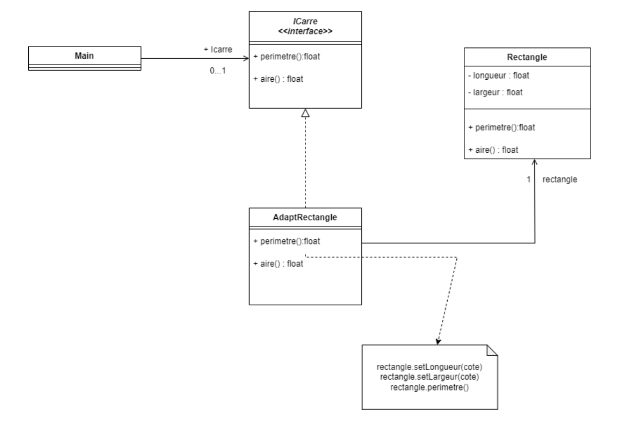 ICarre
<<interface>>
+ perimetre():float
+ aire() : float
Main
+ Icarre
0...1
Rectangle
- longueur : float
- largeur : float
+ perimetre():float
+ aire() : float
1 rectangle
AdaptRectangle
+ perimetre():float
+ aire() : float
rectangle.setLongueur(cote)
rectangle.setLargeur(cote)
rectangle.perimetre()